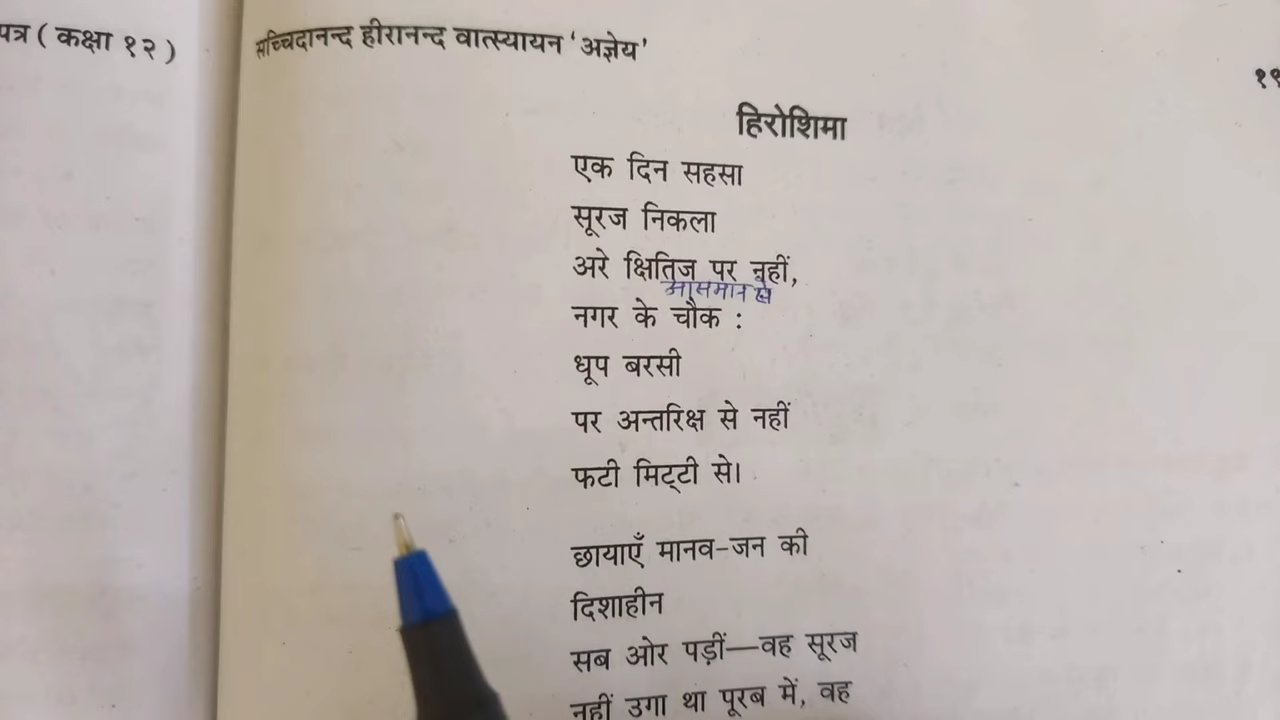 पत्र ( कक्षा १२ )
सच्चिदानन्द हीरानन्द वात्स्यायन ‘अज्ञेय’
१९
हिरोशिमा
एक दिन सहसा
सूरज निकला
अरे क्षितिज पर नहीं,
आसमान से
नगर के चौक :
धूप बरसी
पर अन्तरिक्ष से नहीं
फटी मिट्टी से।
छायाएँ मानव-जन की
दिशाहीन
सब ओर पड़ीं—वह सूरज
नहीं उगा था पूरब में, वह